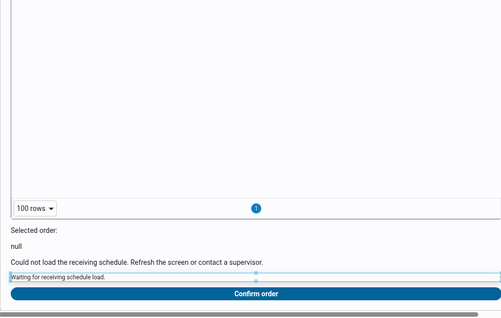 100 rows
1
Selected order:
null
Could not load the receiving schedule. Refresh the screen or contact a supervisor.
Waiting for receiving schedule load.
Confirm order